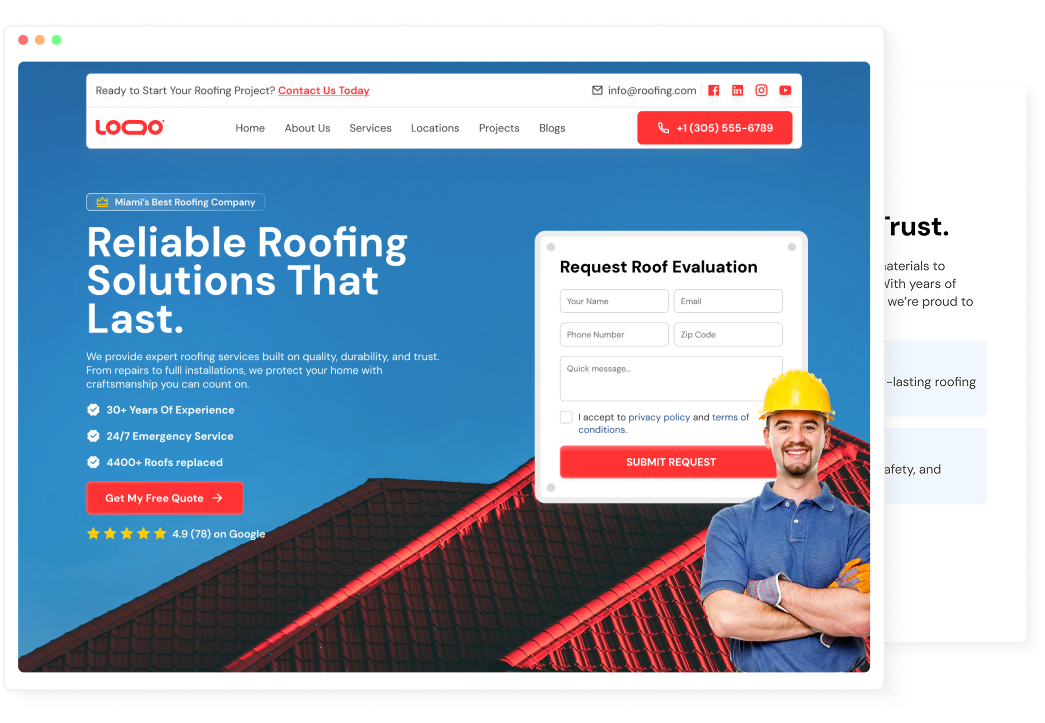 Ready to Start Your Roofing Project? Contact Us Today
info@roofing.com
LOQO
Home About Us Services Locations Projects Blogs
+1 (305) 555-6789
Miami's Best Roofing Company
Reliable Roofing
Solutions That
Last.
We provide expert roofing services built on quality, durability, and trust.
From repairs to fulll installations, we protect your home with
craftsmanship you can count on.
30+ Years Of Experience
24/7 Emergency Service
4400+ Roofs replaced
Get My Free Quote
4.9 (78) on Google
Request Roof Evaluation
Your Name Email
Phone Number Zip Code
Quick message...
I accept to privacy policy and terms of
conditions.
SUBMIT REQUEST
Trust.
materials to
With years of
we're proud to
-lasting roofing
safety, and